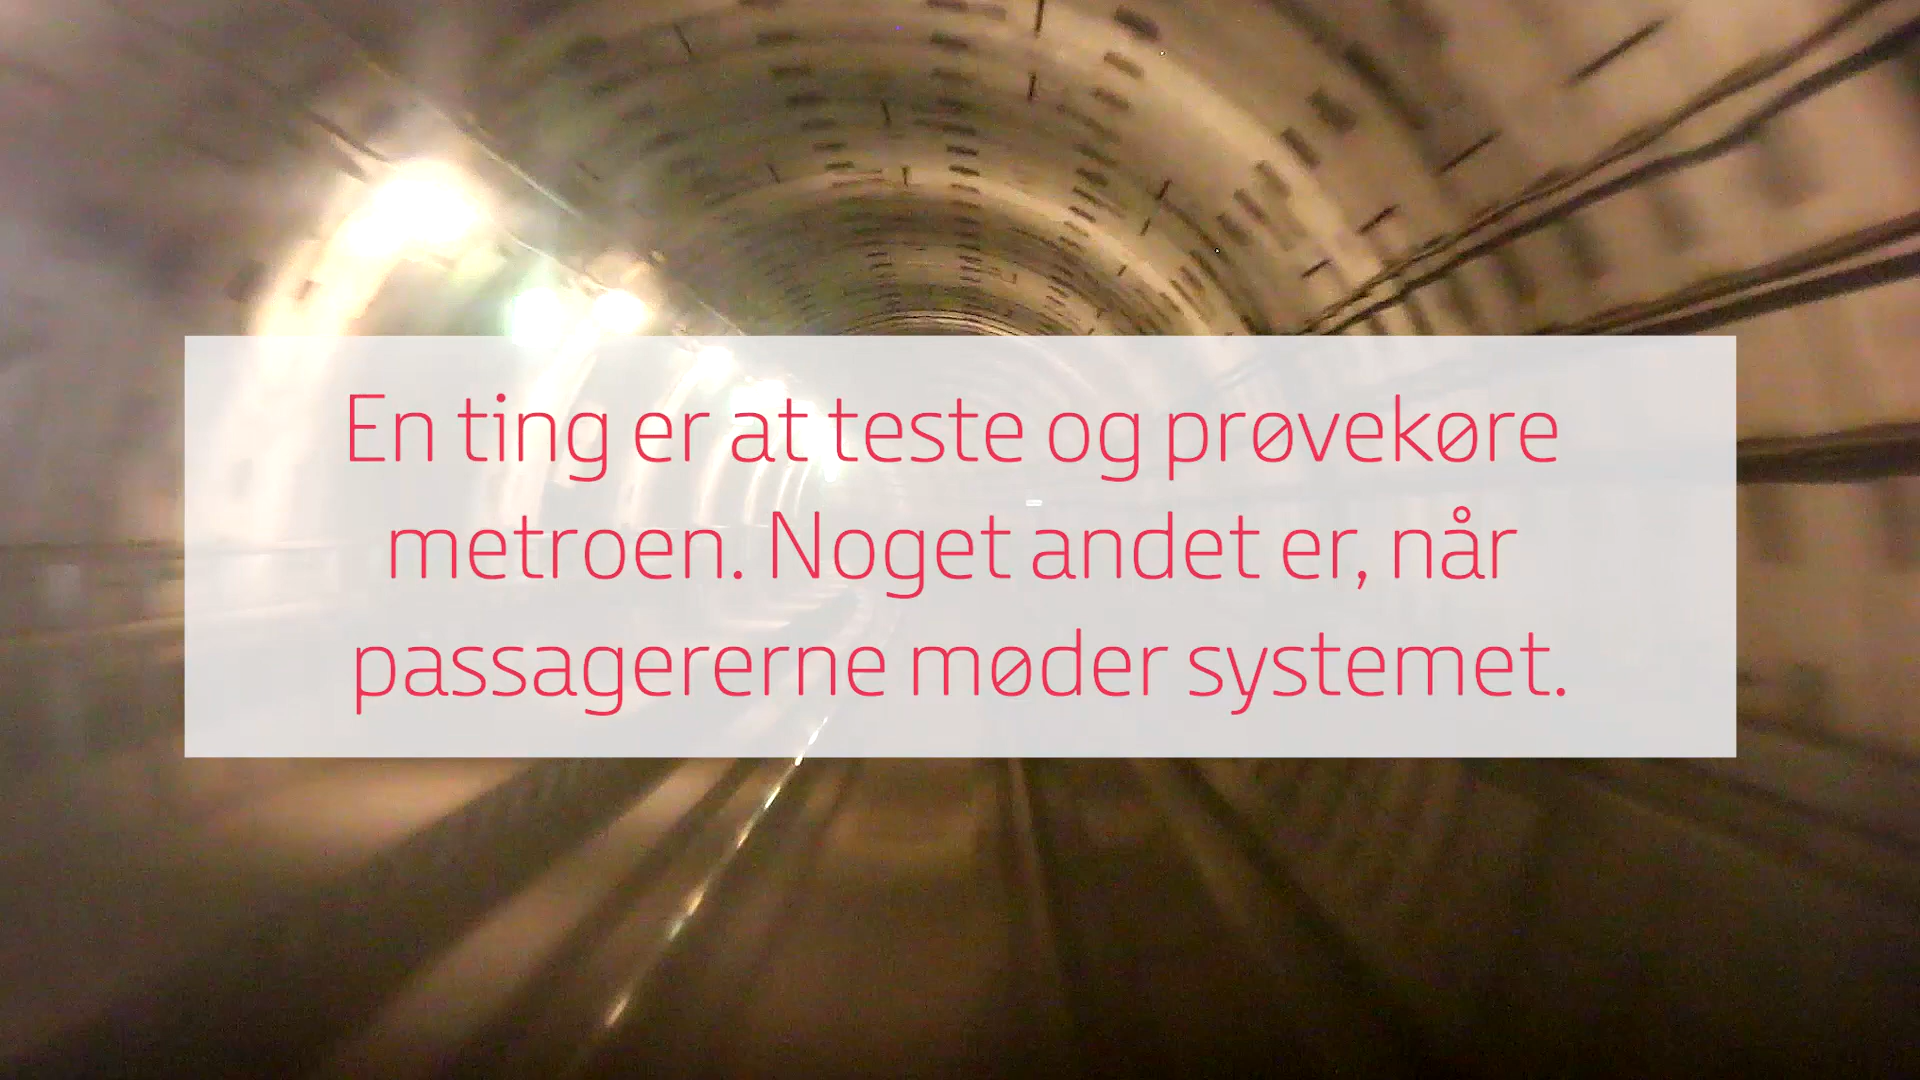 En ting er at teste og prøvekøre
metroen. Noget andet er, når
passagererne møder systemet.